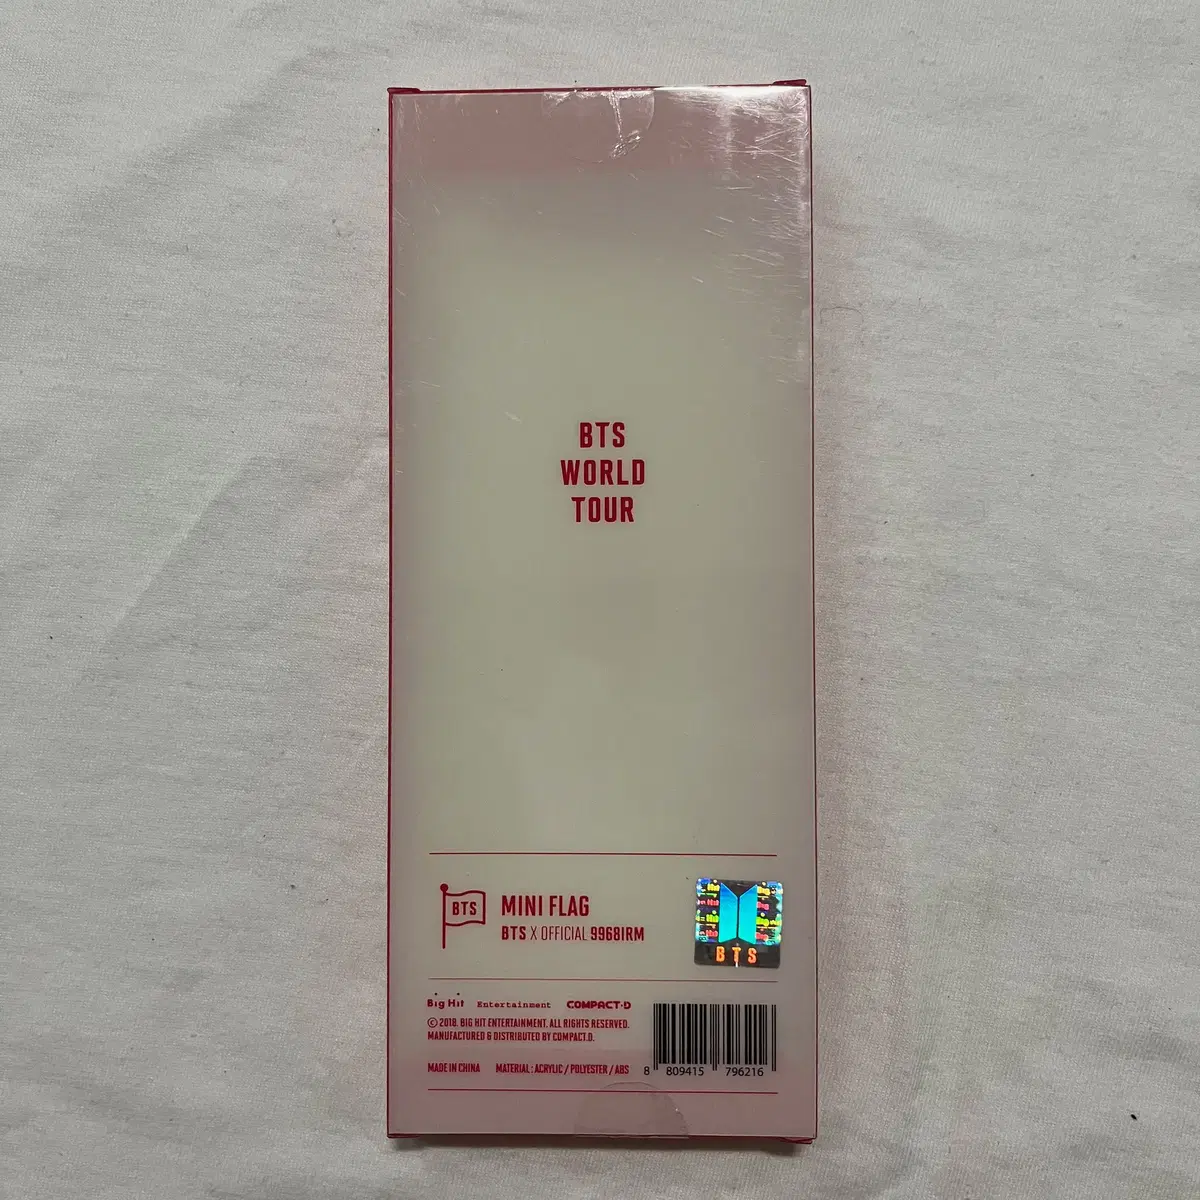 BTS
WORLD
TOUR
BTS
MINI FLAG
BTS X OFFICIAL 9968IRM
BTS
Big Hit Entertainment COMPACT·D
© 2018. BIG HIT ENTERTAINMENT. ALL RIGHTS RESERVED.
MANUFACTURED & DISTRIBUTED BY COMPACT.D.
MADE IN CHINA MATERIAL : ACRYLIC / POLYESTER / ABS
8 809415 796216